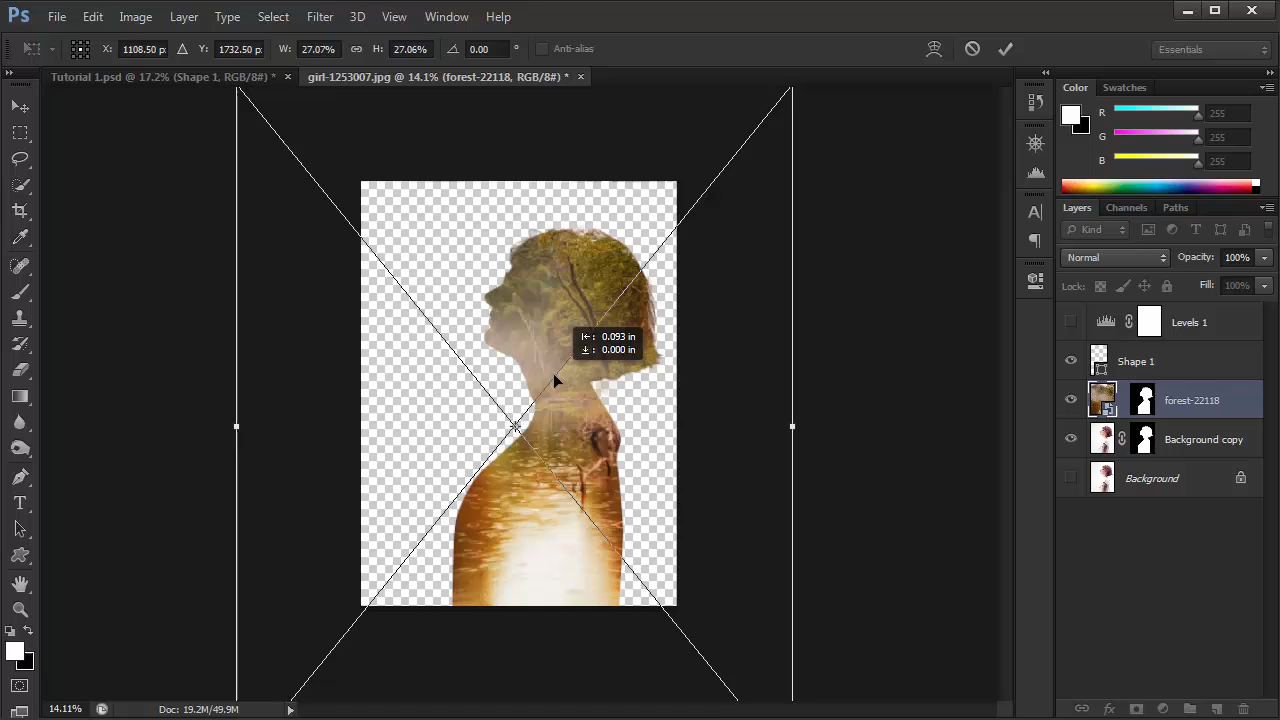 Ps File Edit Image Layer Type Select Filter 3D View Window Help
X: 1108.50 p Y: 1732.50 p W: 27.07% H: 27.06% 0.00 ° Anti-alias Essentials
Tutorial 1.psd @ 17.2% (Shape 1, RGB/8#) * × girl-1253007.jpg @ 14.1% (forest-22118, RGB/8#) * ×
Color Swatches
R 255
G 255
B 255
Layers Channels Paths
Kind
Normal Opacity: 100%
Lock: Fill: 100%
Levels 1
Shape 1
forest-22118
Background copy
Background
0.093 in
0.000 in
14.11% Doc: 19.2M/49.9M